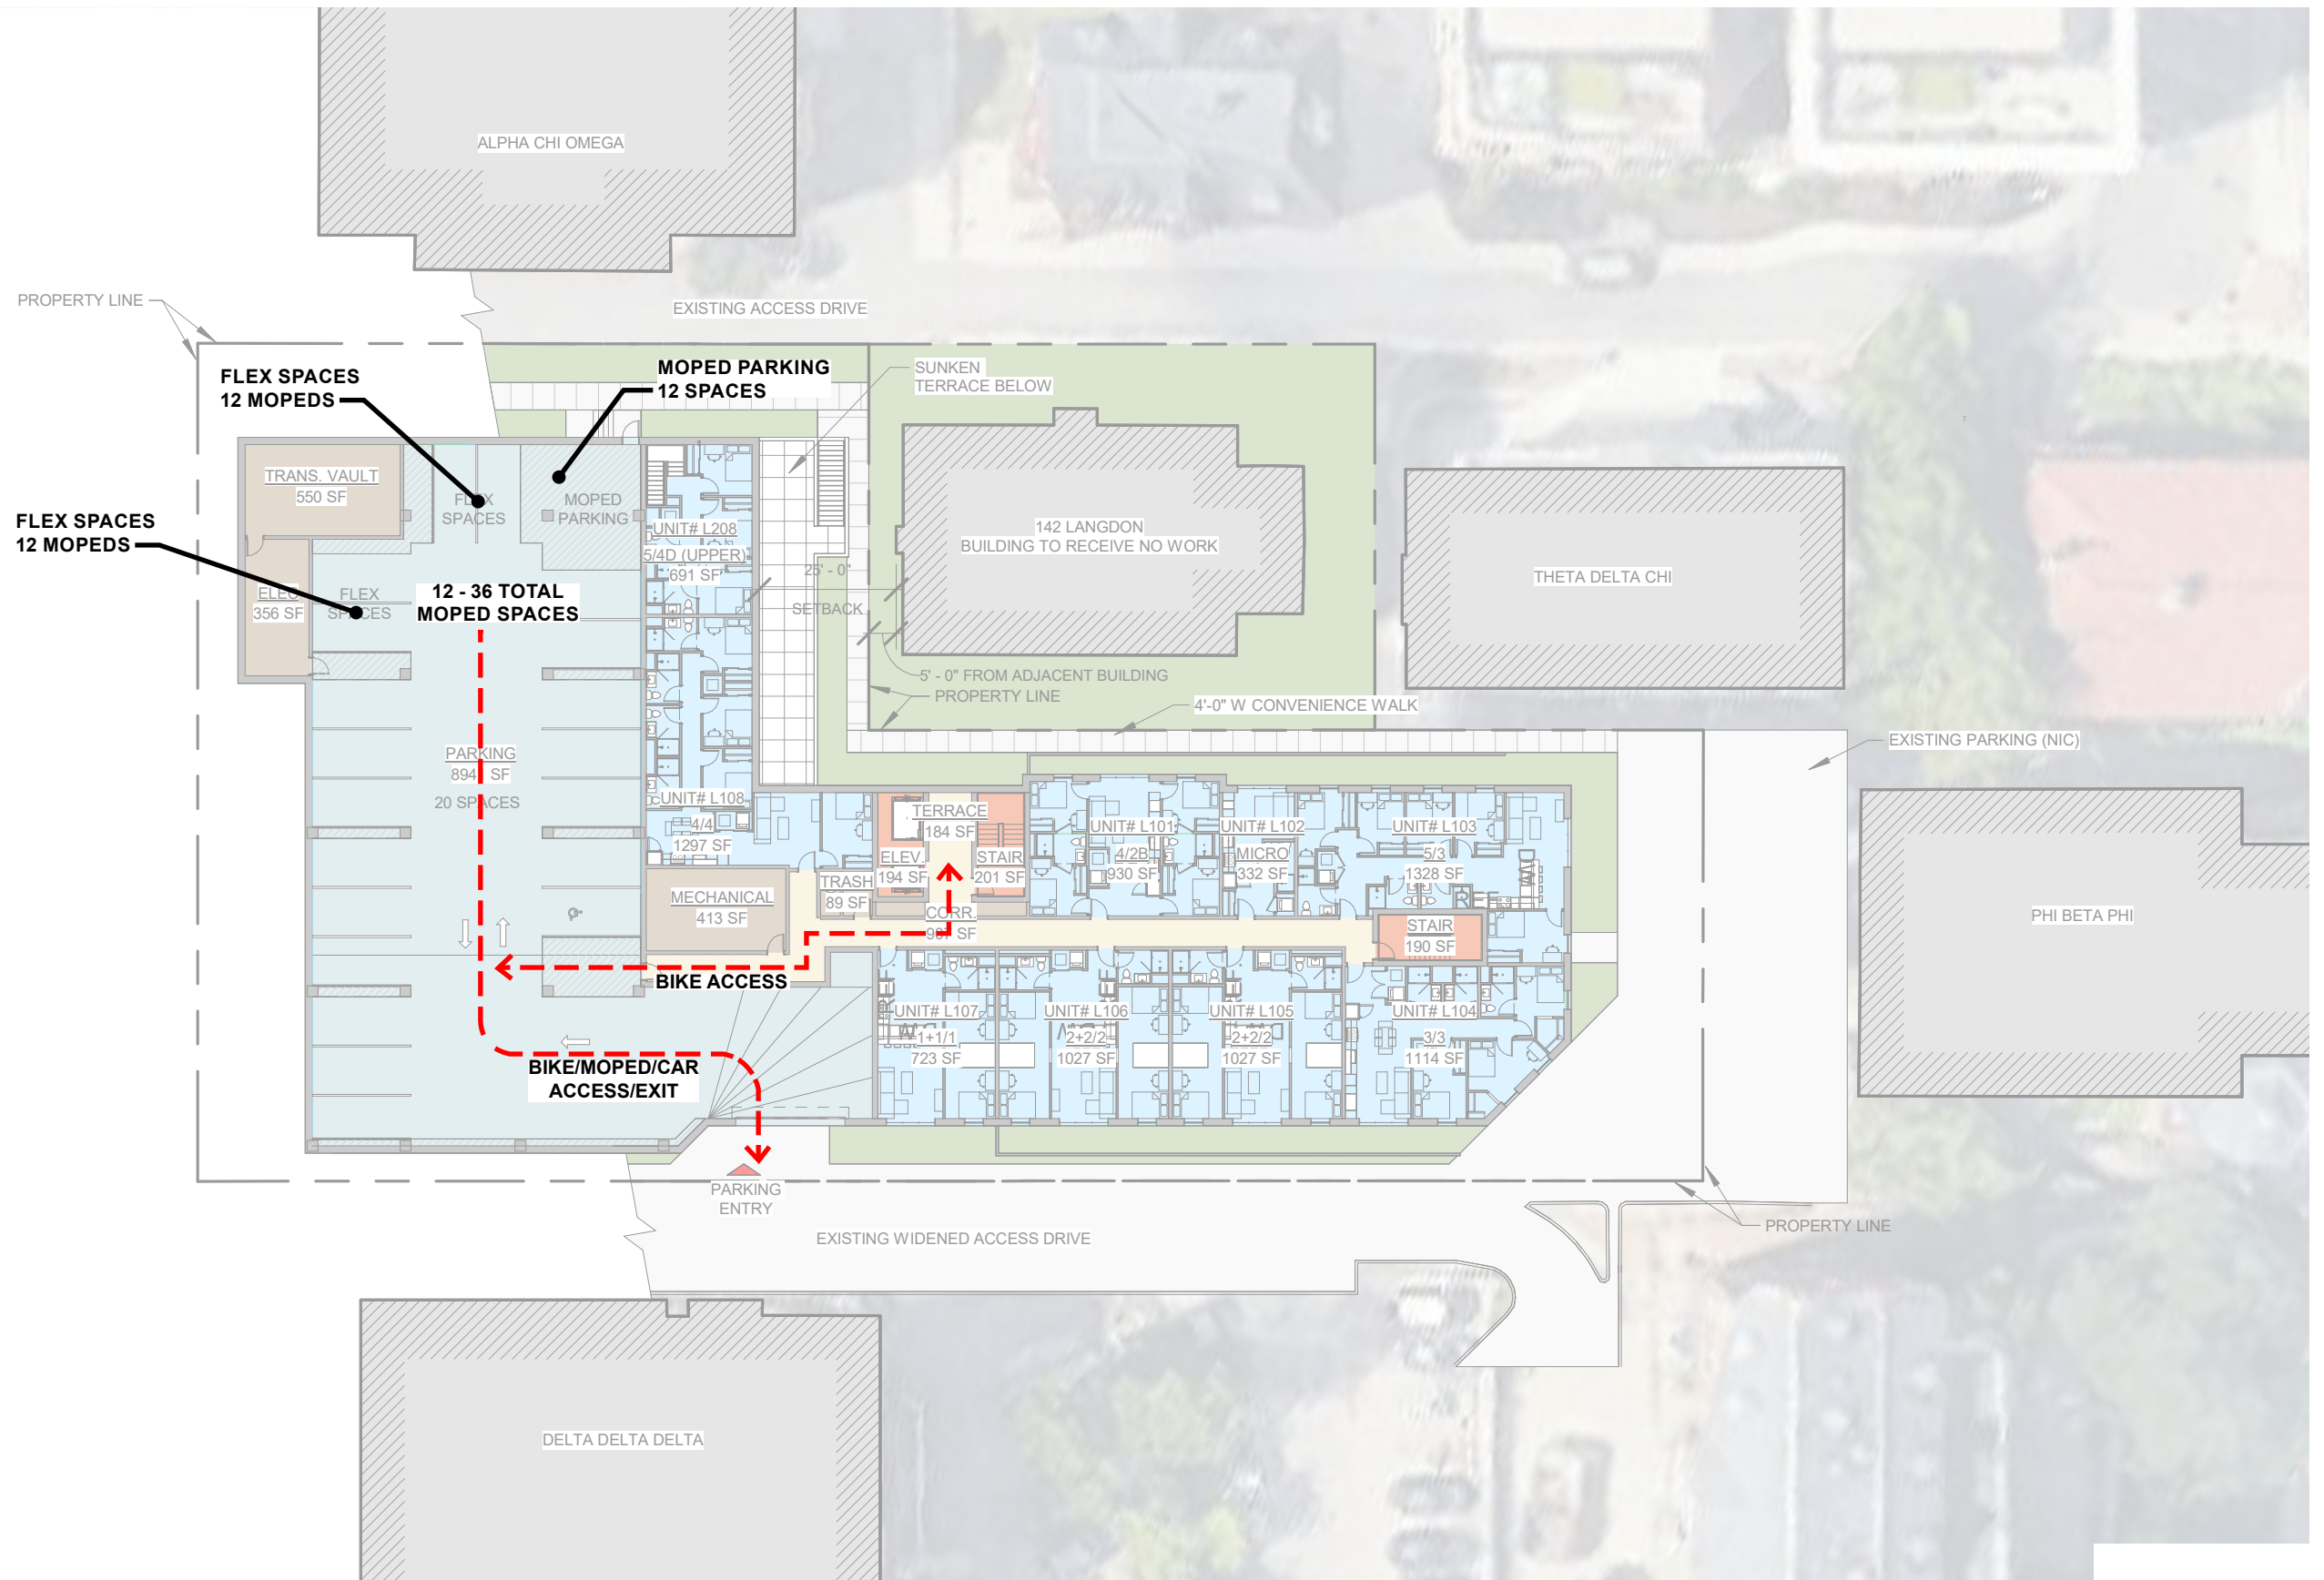 ALPHA CHI OMEGA
PROPERTY LINE
EXISTING ACCESS DRIVE
FLEX SPACES
12 MOPEDS
MOPED PARKING
12 SPACES
SUNKEN
TERRACE BELOW
TRANS. VAULT
550 SF
FLEX
SPACES
MOPED
PARKING
FLEX SPACES
12 MOPEDS
UNIT# L208
5/4D (UPPER)
691 SF
142 LANGDON
BUILDING TO RECEIVE NO WORK
25' - 0"
SETBACK
THETA DELTA CHI
ELEC
356 SF
FLEX
SPACES
12 - 36 TOTAL
MOPED SPACES
5' - 0" FROM ADJACENT BUILDING
PROPERTY LINE
4'-0" W CONVENIENCE WALK
EXISTING PARKING (NIC)
PARKING
SF
20 SPACES
UNIT# L108
4/4
1297 SF
TERRACE
184 SF
ELEV.
194 SF
STAIR
201 SF
UNIT# L101
4/2B
930 SF
UNIT# L102
MICRO
332 SF
UNIT# L103
5/3
1328 SF
MECHANICAL
413 SF
TRASH
89 SF
CORR.
SF
STAIR
190 SF
PHI BETA PHI
BIKE ACCESS
UNIT# L107
1+1/1
723 SF
UNIT# L106
2+2/2
1027 SF
UNIT# L105
2+2/2
1027 SF
UNIT# L104
3/3
1114 SF
BIKE/MOPED/CAR
ACCESS/EXIT
PARKING
ENTRY
PROPERTY LINE
EXISTING WIDENED ACCESS DRIVE
DELTA DELTA DELTA